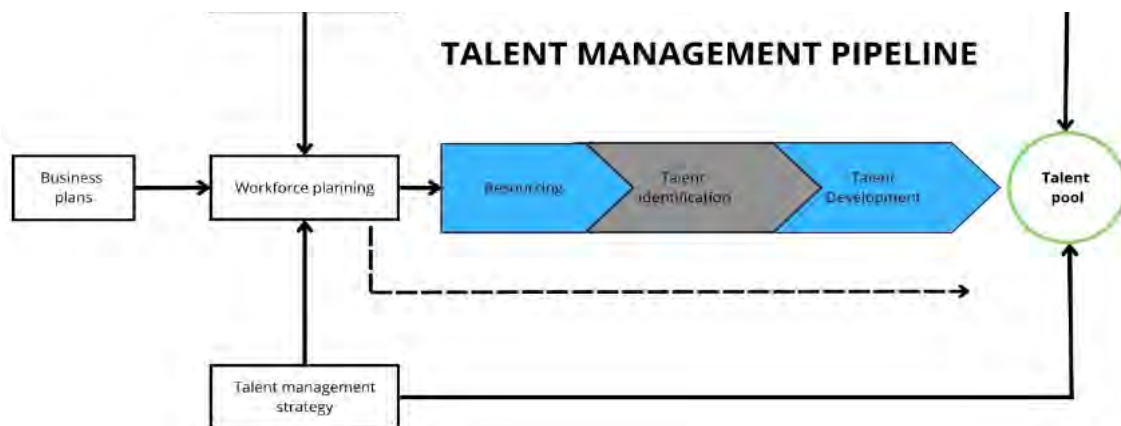 TALENT MANAGEMENT PIPELINE
Business
plans
Workforce planning
Resourcing
Talent
identification
Talent
Development
Talent
pool
Talent management
strategy